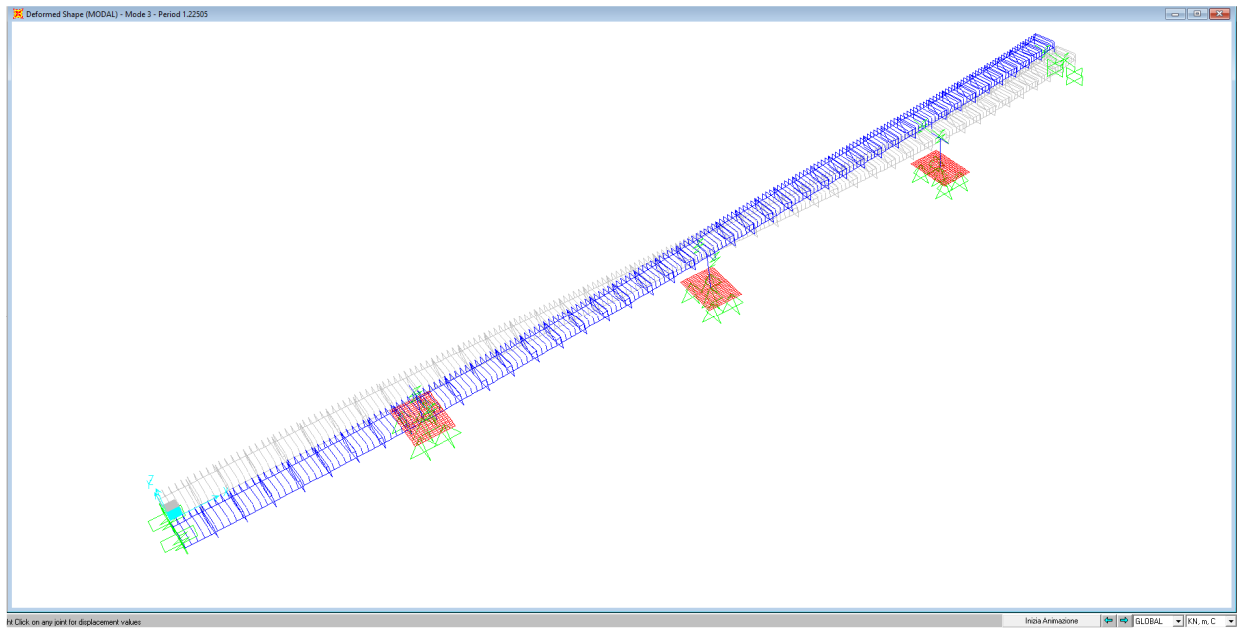 Deformed Shape (MODAL) - Mode 3 - Period 1.22505
Z
ht Click on any joint for displacement values
Inizia Animazione
GLOBAL
KN, m, C